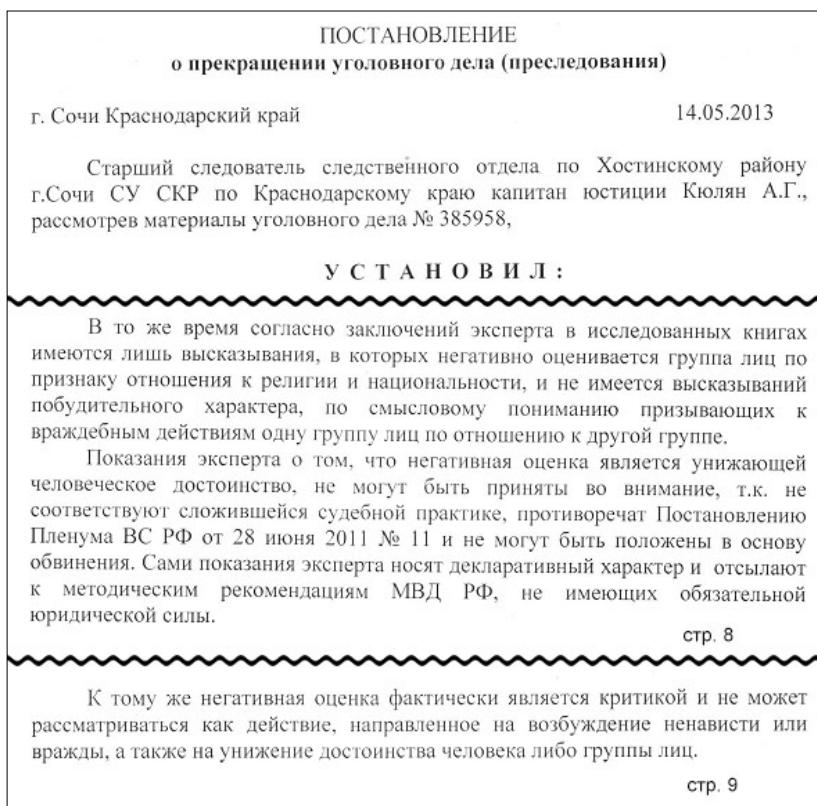 ПОСТАНОВЛЕНИЕ
о прекращении уголовного дела (преследования)
г. Сочи Краснодарский край 14.05.2013
Старший следователь следственного отдела по Хостинскому району
г.Сочи СУ СКР по Краснодарскому краю капитан юстиции Кюлян А.Г.,
рассмотрев материалы уголовного дела № 385958,
У С Т А Н О В И Л :
В то же время согласно заключений эксперта в исследованных книгах
имеются лишь высказывания, в которых негативно оценивается группа лиц по
признаку отношения к религии и национальности, и не имеется высказываний
побудительного характера, по смысловому пониманию призывающих к
враждебным действиям одну группу лиц по отношению к другой группе.
Показания эксперта о том, что негативная оценка является унижающей
человеческое достоинство, не могут быть приняты во внимание, т.к. не
соответствуют сложившейся судебной практике, противоречат Постановлению
Пленума ВС РФ от 28 июня 2011 № 11 и не могут быть положены в основу
обвинения. Сами показания эксперта носят декларативный характер и отсылают
к методическим рекомендациям МВД РФ, не имеющих обязательной
юридической силы.
стр. 8
К тому же негативная оценка фактически является критикой и не может
рассматриваться как действие, направленное на возбуждение ненависти или
вражды, а также на унижение достоинства человека либо группы лиц.
стр. 9